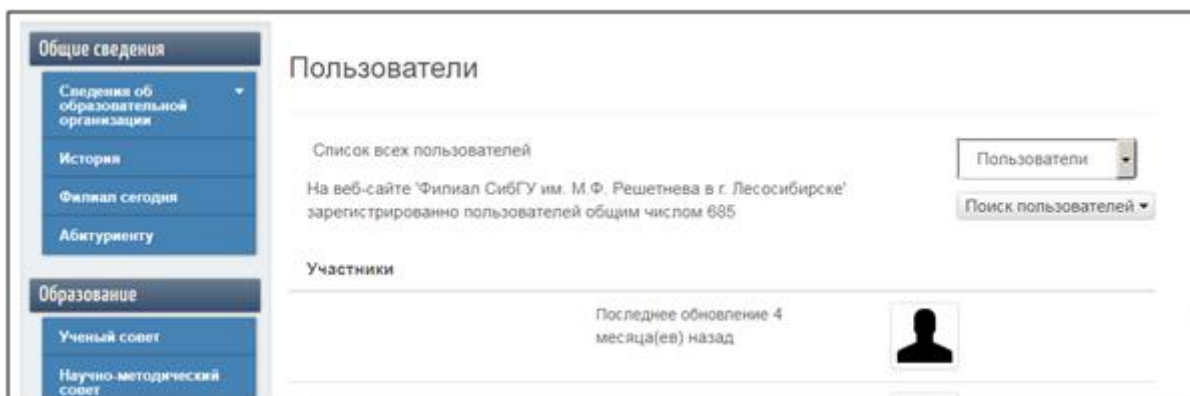 Общие сведения
Сведения об
образовательной
организации
История
Филиал сегодня
Абитуриенту
Образование
Ученый совет
Научно-методический
совет
Пользователи
Список всех пользователей
Пользователи
На веб-сайте 'Филиал СибГУ им. М.Ф. Решетнева в г. Лесосибирске'
зарегистрированно пользователей общим числом 685
Поиск пользователей
Участники
Последнее обновление 4
месяца(ев) назад